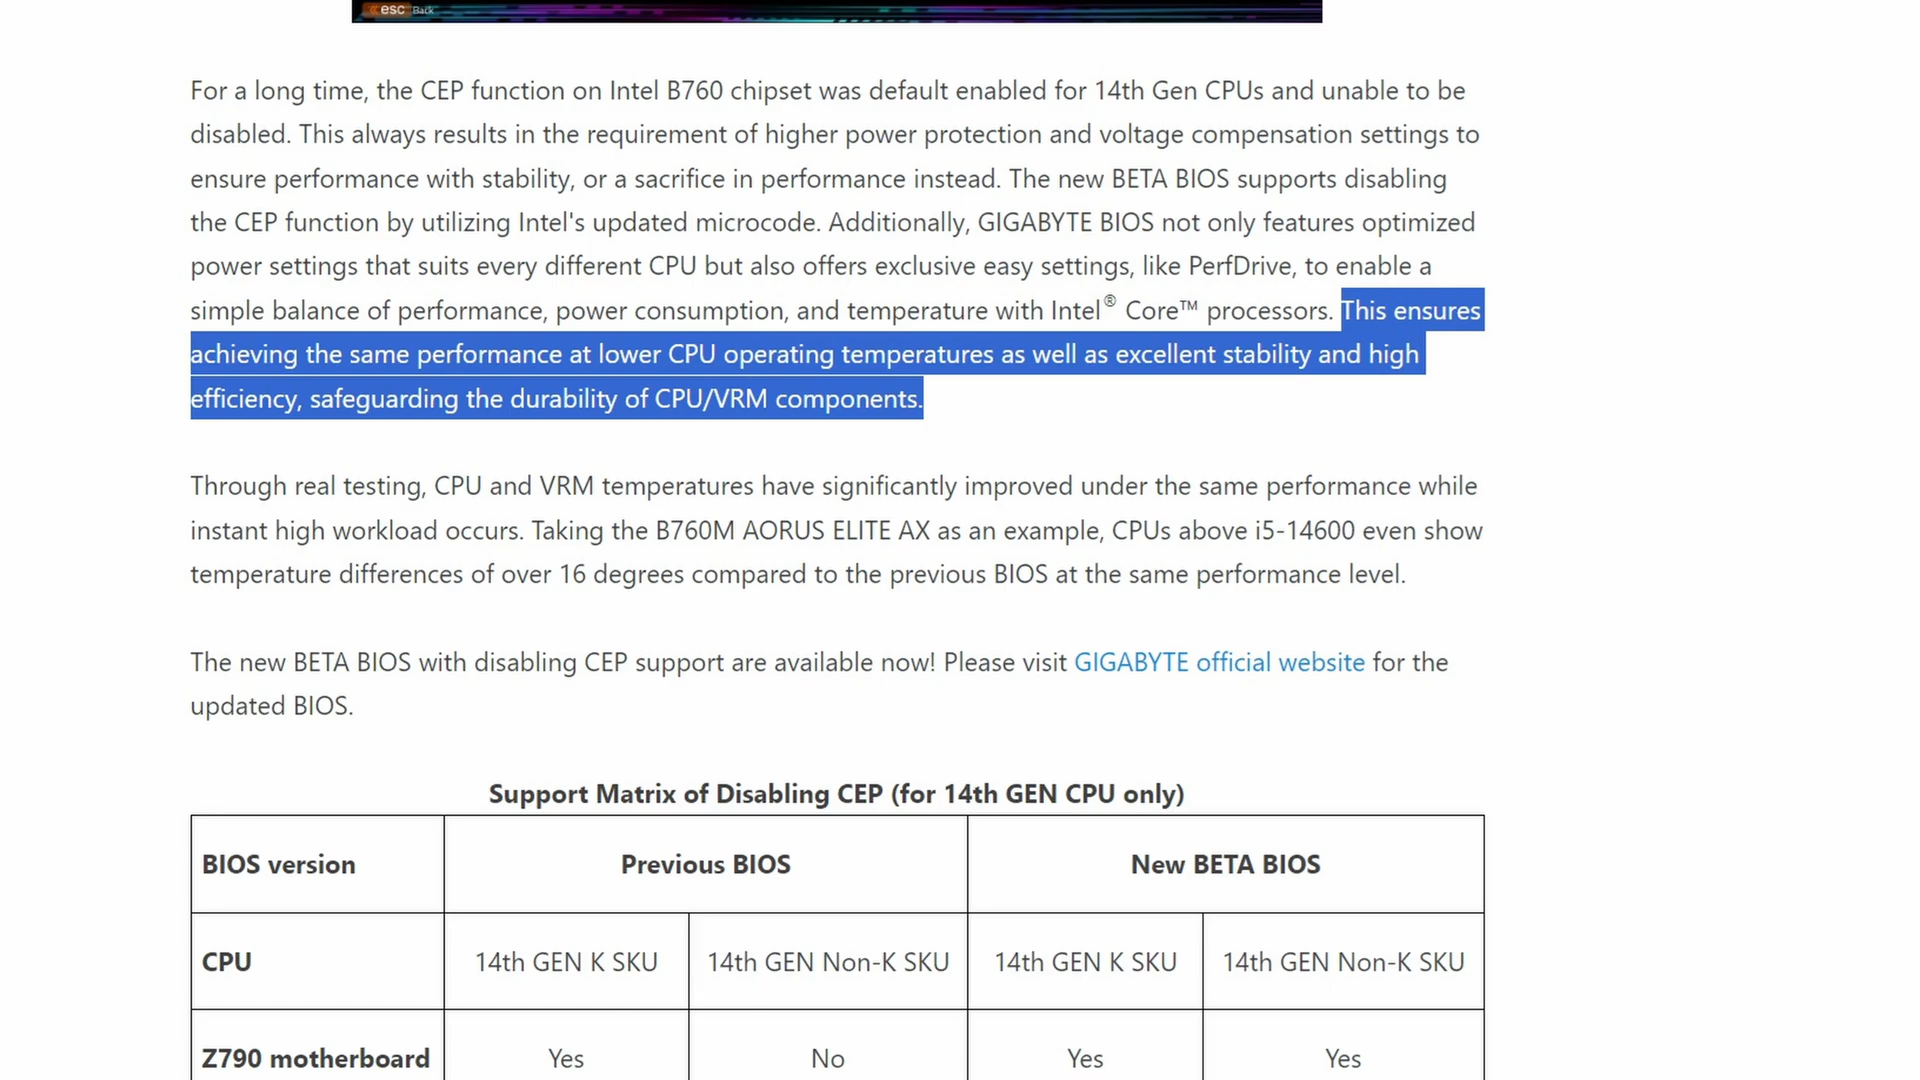 esc Back
For a long time, the CEP function on Intel B760 chipset was default enabled for 14th Gen CPUs and unable to be
disabled. This always results in the requirement of higher power protection and voltage compensation settings to
ensure performance with stability, or a sacrifice in performance instead. The new BETA BIOS supports disabling
the CEP function by utilizing Intel's updated microcode. Additionally, GIGABYTE BIOS not only features optimized
power settings that suits every different CPU but also offers exclusive easy settings, like PerfDrive, to enable a
simple balance of performance, power consumption, and temperature with Intel® Core™ processors. This ensures
achieving the same performance at lower CPU operating temperatures as well as excellent stability and high
efficiency, safeguarding the durability of CPU/VRM components.
Through real testing, CPU and VRM temperatures have significantly improved under the same performance while
instant high workload occurs. Taking the B760M AORUS ELITE AX as an example, CPUs above i5-14600 even show
temperature differences of over 16 degrees compared to the previous BIOS at the same performance level.
The new BETA BIOS with disabling CEP support are available now! Please visit GIGABYTE official website for the
updated BIOS.
Support Matrix of Disabling CEP (for 14th GEN CPU only)
BIOS version Previous BIOS New BETA BIOS
CPU 14th GEN K SKU 14th GEN Non-K SKU 14th GEN K SKU 14th GEN Non-K SKU
Z790 motherboard Yes No Yes Yes